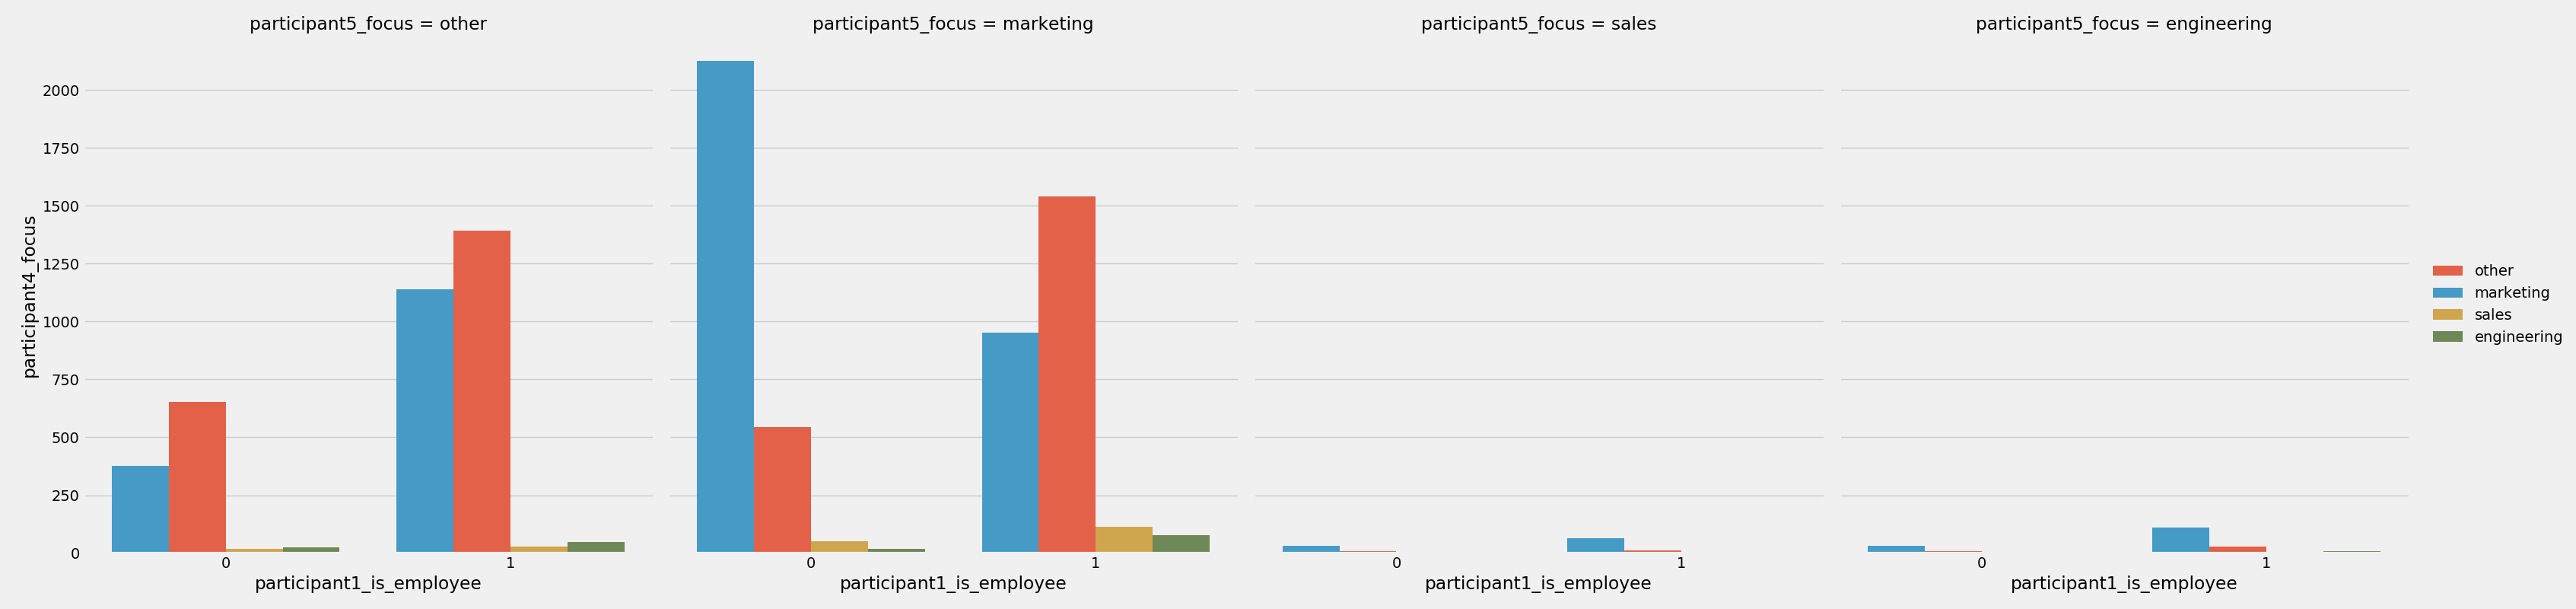 participant5_focus = other
participant5_focus = marketing
participant5_focus = sales
participant5_focus = engineering
participant4_focus
2000
1750
1500
1250
1000
750
500
250
0
0 1
0 1
0 1
0 1
participant1_is_employee
participant1_is_employee
participant1_is_employee
participant1_is_employee
other
marketing
sales
engineering